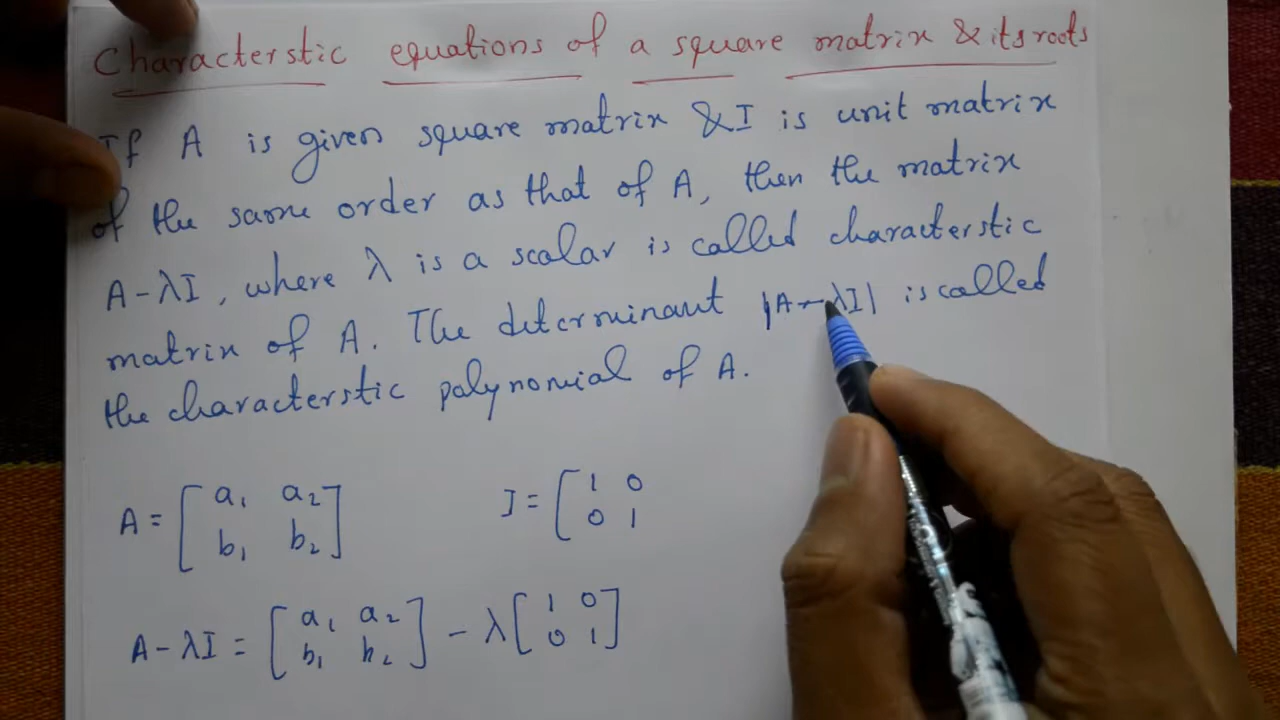 Characterstic equations of a square matrix & its roots
If A is given square matrix & I is unit matrix
of the same order as that of A, then the matrix
A-λI, where λ is a scalar is called characterstic
matrix of A. The determinant |A-λI| is called
the characterstic polynomial of A.
A = [ a₁ a₂ I = [ 1 0
b₁ b₂ ] 0 1
A-λI = [ a₁ a₂ - λ [ 1 0
b₁ b₂ ] 0 1 ]